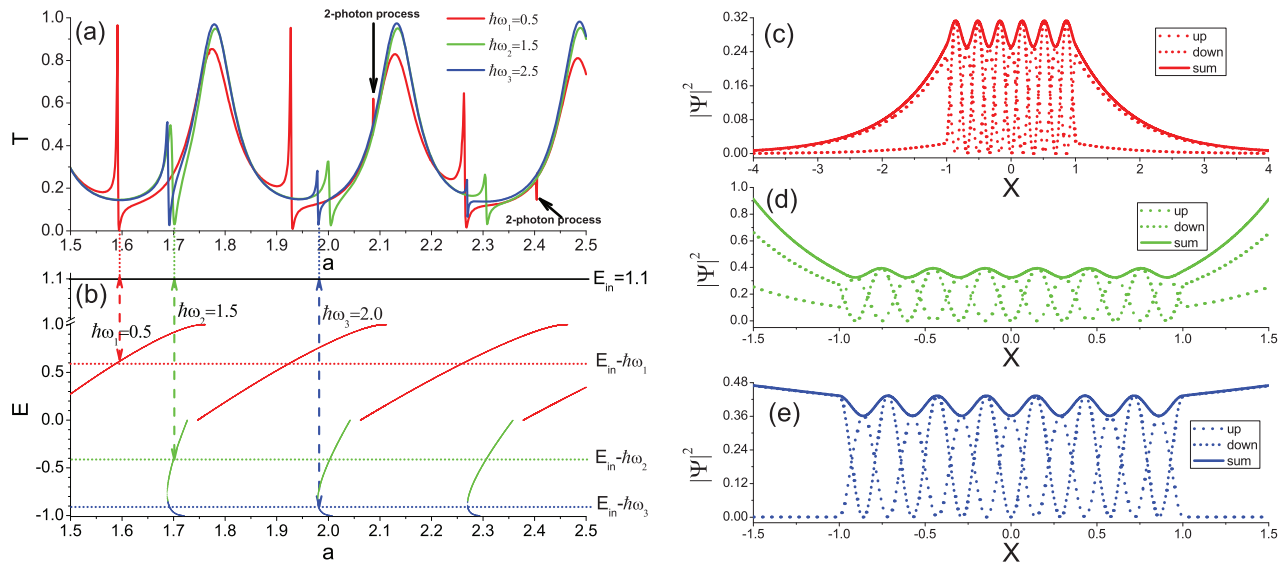 (a)
2-photon process
ħω₁=0.5
ħω₂=1.5
ħω₃=2.5
T
1.0
0.8
0.6
0.4
0.2
0.0
2-photon process
1.5 1.6 1.7 1.8 1.9 2.0 2.1 2.2 2.3 2.4 2.5
a
(b)
E
1.1
1.0
0.5
0.0
-0.5
-1.0
E_in=1.1
ħω₁=0.5
ħω₂=1.5
ħω₃=2.0
E_in-ħω₁
E_in-ħω₂
E_in-ħω₃
1.5 1.6 1.7 1.8 1.9 2.0 2.1 2.2 2.3 2.4 2.5
a
(c)
|Ψ|²
0.32
0.24
0.16
0.08
0.00
up
down
sum
-4 -3 -2 -1 0 1 2 3 4
X
(d)
|Ψ|²
0.8
0.6
0.4
0.2
0.0
up
down
sum
-1.5 -1.0 -0.5 0.0 0.5 1.0 1.5
X
(e)
|Ψ|²
0.48
0.36
0.24
0.12
0.00
up
down
sum
-1.5 -1.0 -0.5 0.0 0.5 1.0 1.5
X